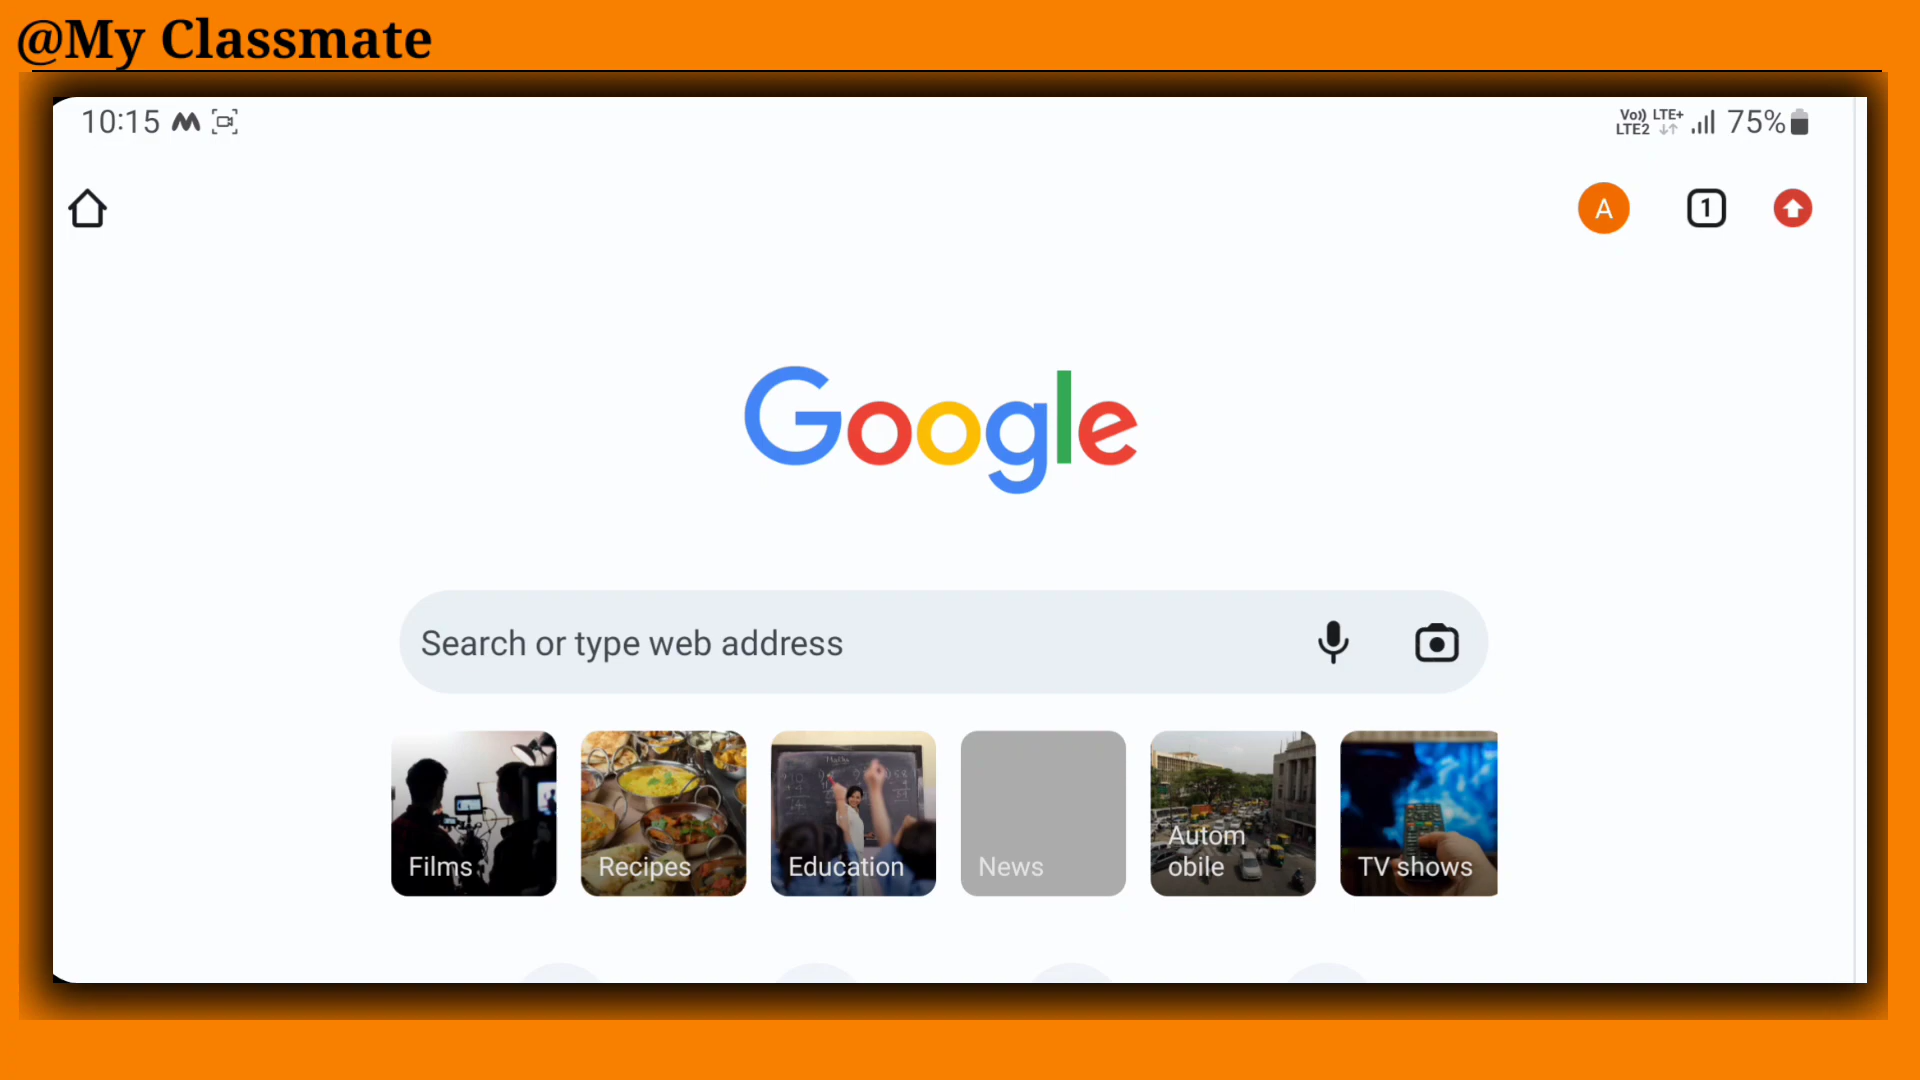 @My Classmate
10:15
Vo)) LTE+
LTE2
75%
A
1
Google
Search or type web address
Films
Recipes
Education
News
Autom
obile
TV shows
Maths